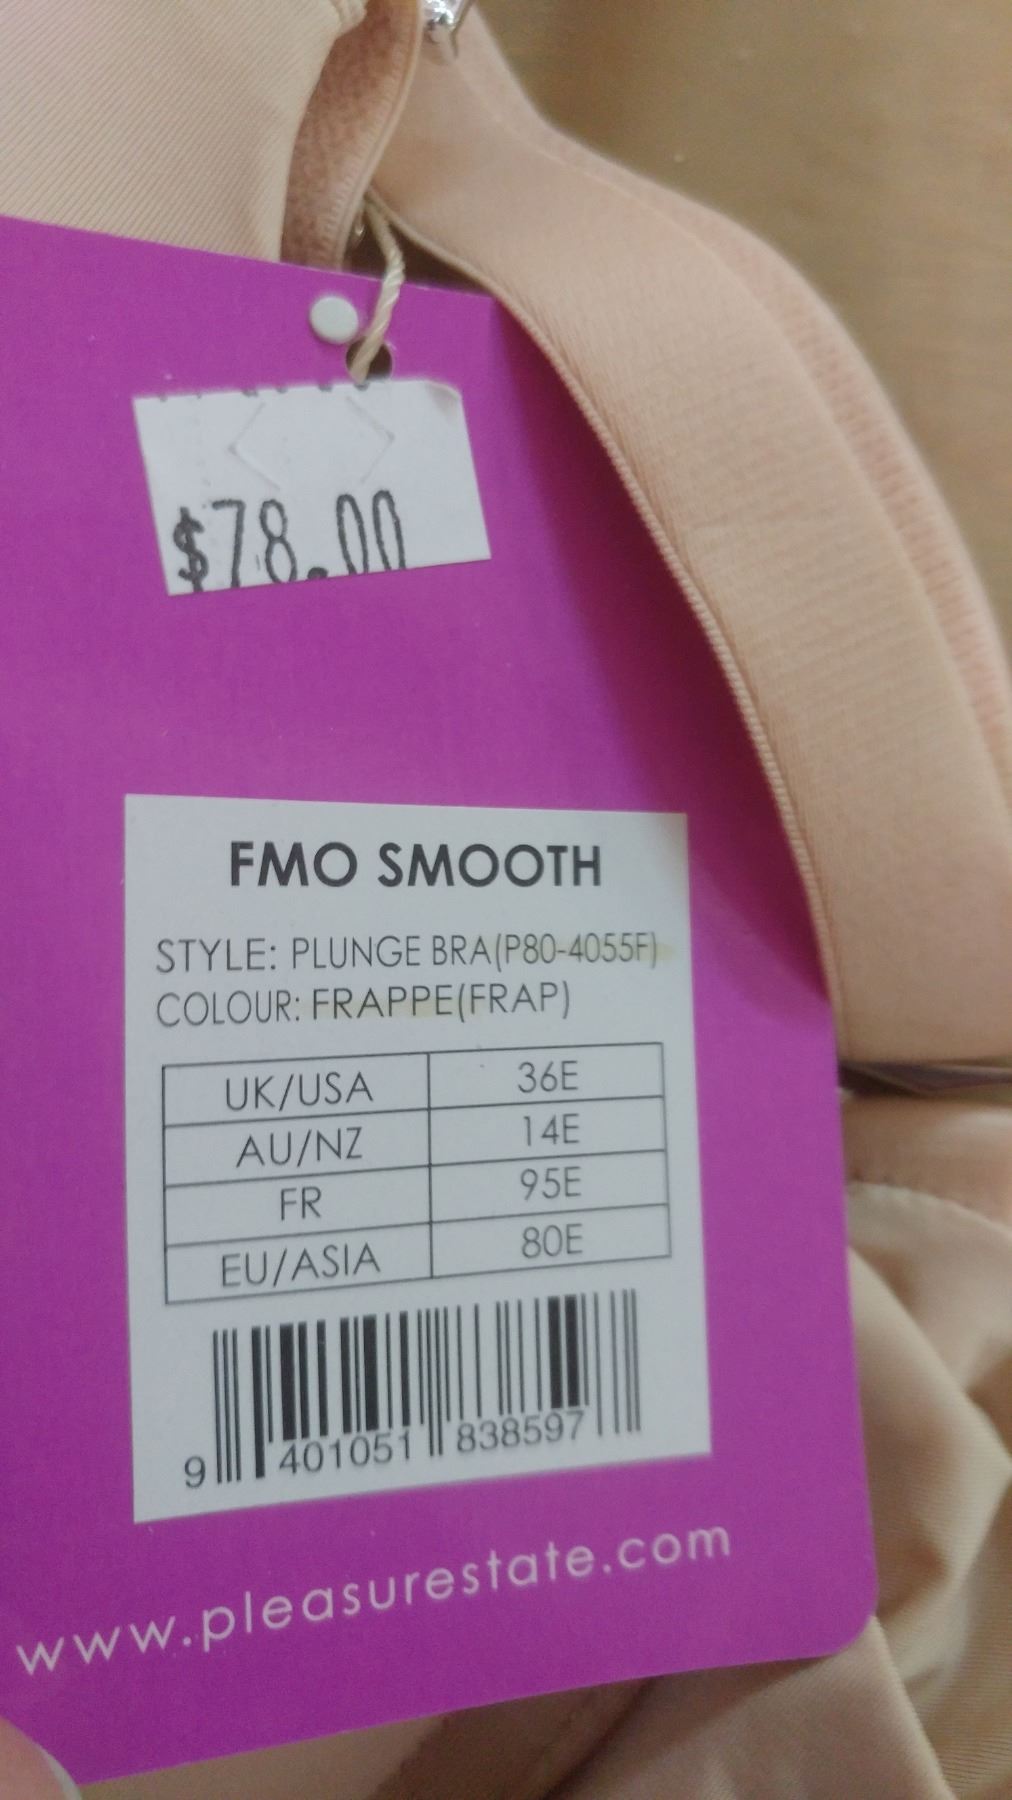 $78.00
FMO SMOOTH
STYLE: PLUNGE BRA(P80-4055F)
COLOUR: FRAPPE(FRAP)
UK/USA 36E
AU/NZ 14E
FR 95E
EU/ASIA 80E
9 401051 838597
www.pleasurestate.com